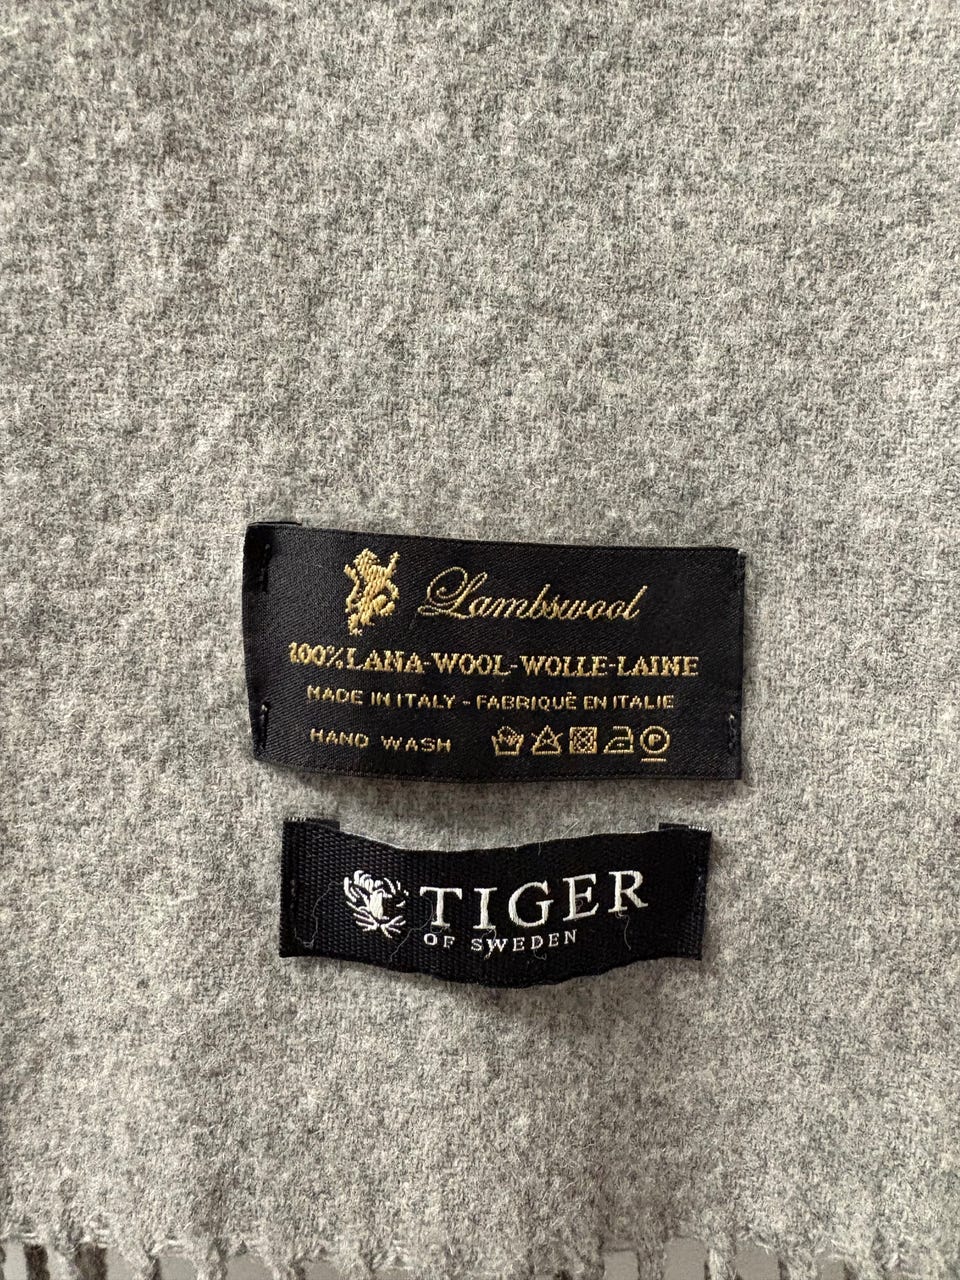 Lambswool
100% LANA-WOOL-WOLLE-LAINE
MADE IN ITALY - FABRIQUÈ EN ITALIE
HAND WASH P
TIGER
OF SWEDEN